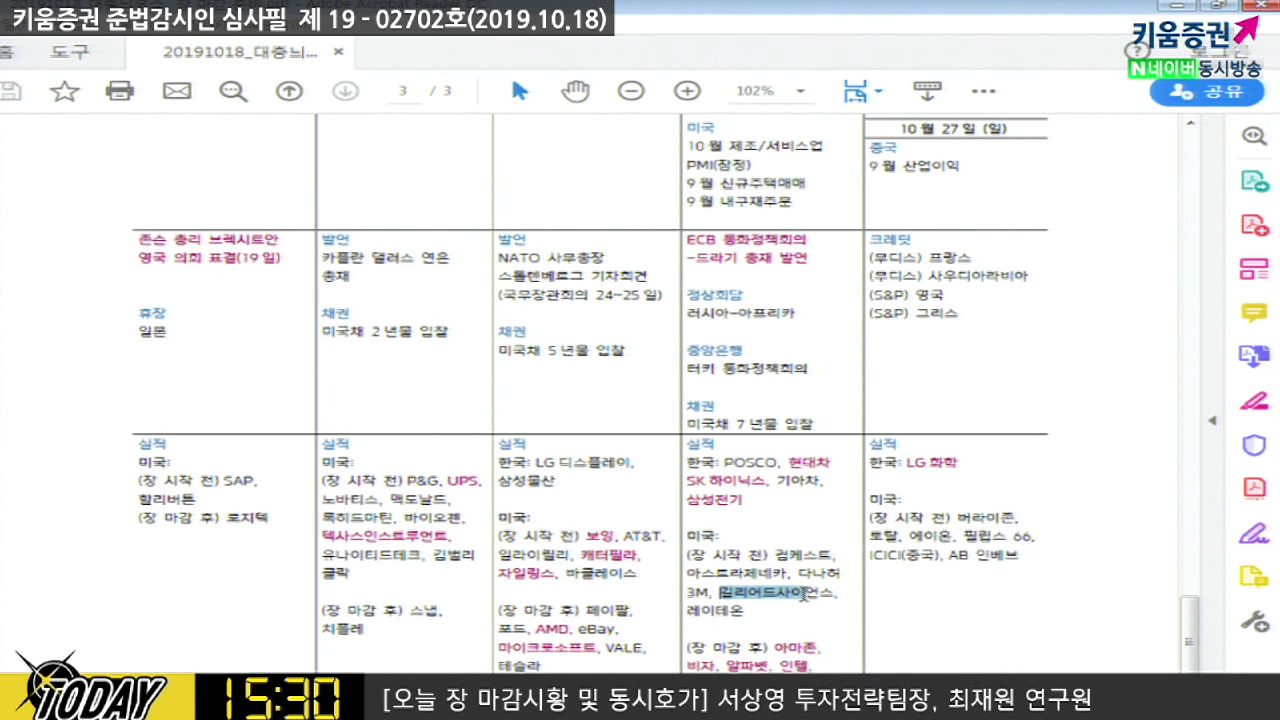 키움증권 준법감시인 심사필 제 19 - 02702호(2019.10.18)
키움증권
N네이버 동시방송
홈 도구 20191018_대중뇌... ×
3 / 3
102%
공유
미국
10월 제조/서비스업
PMI(잠정)
9월 신규주택매매
9월 내구재주문
10월 27일 (일)
중국
9월 산업이익
존슨 총리 브렉시트안
영국 의회 표결(19일)
휴장
일본
발언
카플란 댈러스 연은
총재
채권
미국채 2년물 입찰
발언
NATO 사무총장
스톨텐베르그 기자회견
(국무장관회의 24~25일)
채권
미국채 5년물 입찰
ECB 통화정책회의
-드라기 총재 발언
정상회담
러시아-아프리카
중앙은행
터키 통화정책회의
채권
미국채 7년물 입찰
크레딧
(무디스) 프랑스
(무디스) 사우디아라비아
(S&P) 영국
(S&P) 그리스
실적
미국:
(장 시작 전) SAP,
할리버튼
(장 마감 후) 로지텍
실적
미국:
(장 시작 전) P&G, UPS,
노바티스, 맥도날드,
록히드마틴, 바이오젠,
텍사스인스트루먼트,
유나이티드테크, 킴벌리
클락
(장 마감 후) 스냅,
치폴레
실적
한국: LG디스플레이,
삼성물산
미국:
(장 시작 전) 보잉, AT&T,
일라이릴리, 캐터필라,
자일링스, 바클레이스
(장 마감 후) 페이팔,
포드, AMD, eBay,
마이크로소프트, VALE,
테슬라
실적
한국: POSCO, 현대차
SK하이닉스, 기아차,
삼성전기
미국:
(장 시작 전) 컴케스트,
아스트라제네카, 다나허
3M, 길리어드사이언스,
레이테온
(장 마감 후) 아마존,
비자, 알파벳, 인텔,
실적
한국: LG화학
미국:
(장 시작 전) 버라이존,
토탈, 에이온, 필립스 66,
ICICI(중국), AB 인베브
TODAY
15:30
[오늘 장 마감시황 및 동시호가] 서상영 투자전략팀장, 최재원 연구원